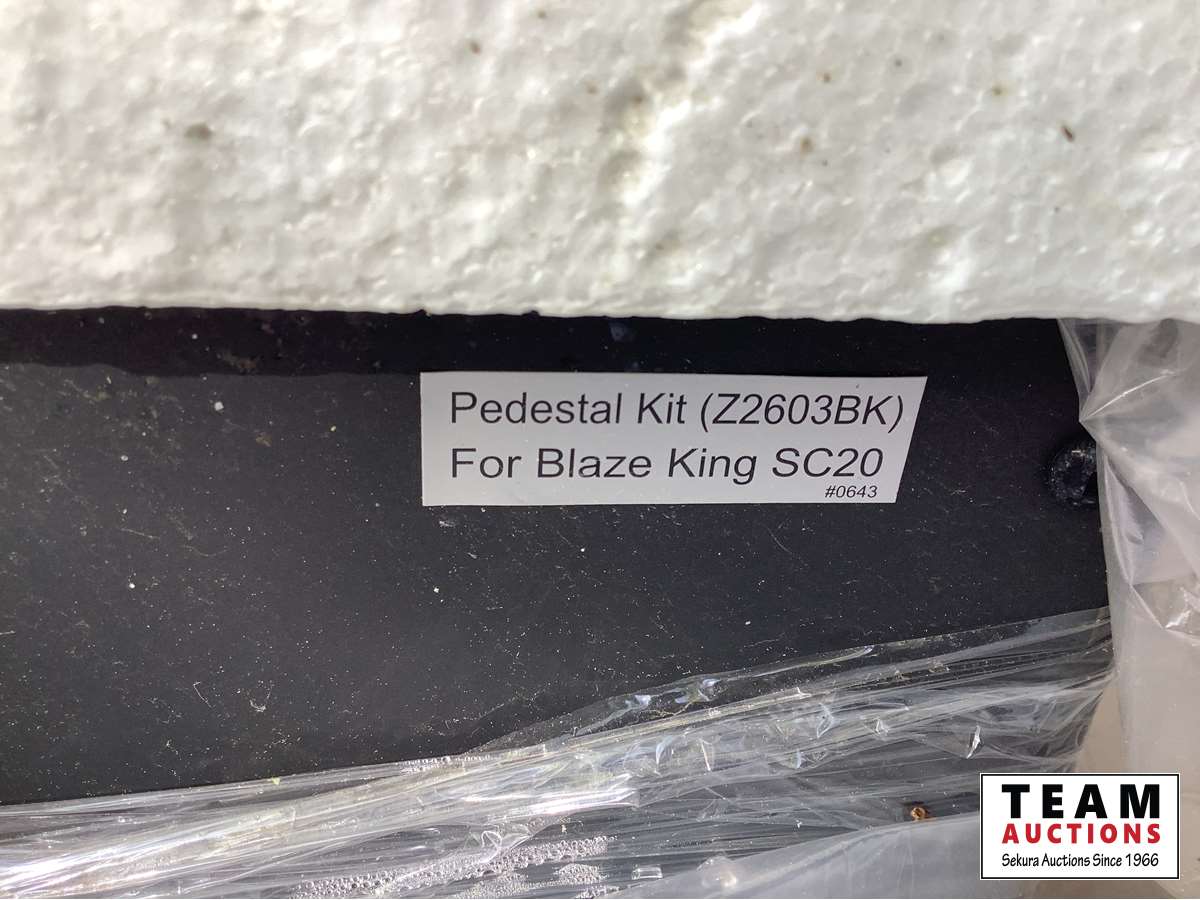 Pedestal Kit (Z2603BK)
For Blaze King SC20
#0643
TEAM
AUCTIONS
Sekura Auctions Since 1966